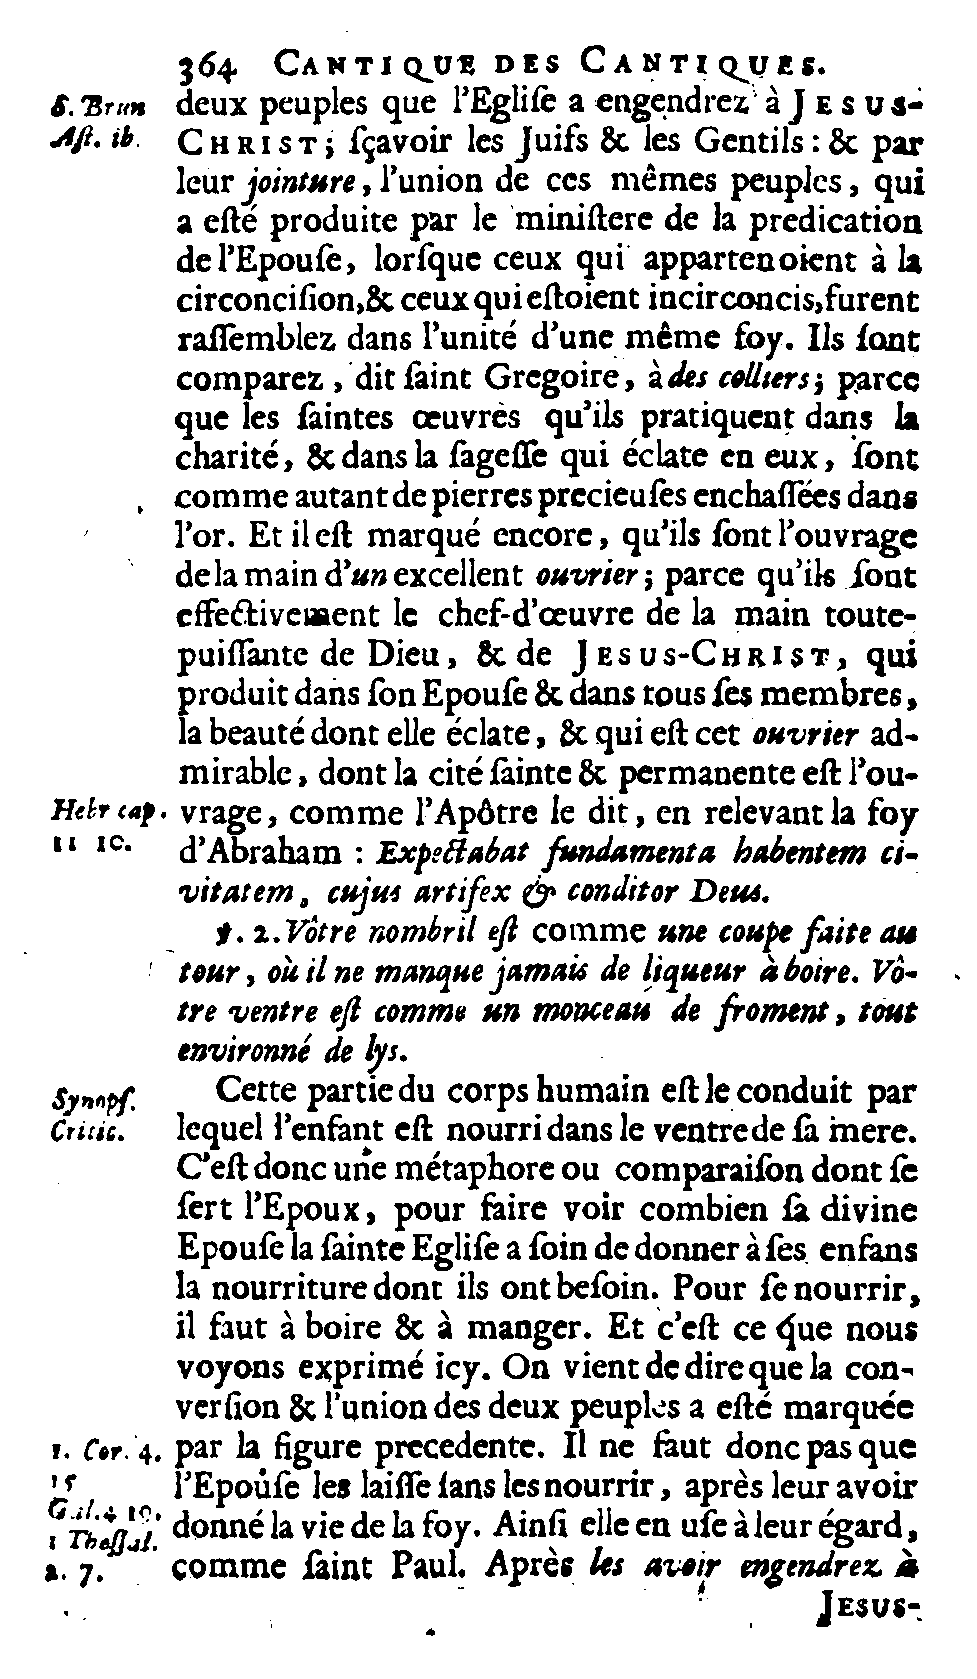 364 CANTIQUE DES CANTIQUES.
S. Brun
Ast. ib.
deux peuples que l'Egliſe a engendrez à JESUS-
CHRIST; ſçavoir les Juifs & les Gentils : & par
leur jointure, l'union de ces mêmes peuples, qui
a eſté produite par le miniſtere de la predication
de l'Epouſe, lorſque ceux qui appartenoient à la
circonciſion, & ceux qui eſtoient incirconcis, furent
raſſemblez dans l'unité d'une même foy. Ils ſont
comparez, dit ſaint Gregoire, à des colliers; parce
que les ſaintes œuvres qu'ils pratiquent dans la
charité, & dans la ſageſſe qui éclate en eux, ſont
comme autant de pierres precieuſes enchaſſées dans
l'or. Et il eſt marqué encore, qu'ils ſont l'ouvrage
de la main d'un excellent ouvrier; parce qu'ils ſont
effectivement le chef-d'œuvre de la main toute-
puiſſante de Dieu, & de JESUS-CHRIST, qui
produit dans ſon Epouſe & dans tous ſes membres,
la beauté dont elle éclate, & qui eſt cet ouvrier ad-
mirable, dont la cité ſainte & permanente eſt l'ou-
Hebr cap.
11 10.
vrage, comme l'Apôtre le dit, en relevant la foy
d'Abraham : Expectabat fundamenta habentem ci-
vitatem, cujus artifex & conditor Deus.
℣. 2. Vôtre nombril eſt comme une coupe faite au
tour, où il ne manque jamais de liqueur à boire. Vô-
tre ventre eſt comme un monceau de froment, tout
environné de lys.
Synopſ.
Critic.
Cette partie du corps humain eſt le conduit par
lequel l'enfant eſt nourri dans le ventre de ſa mere.
C'eſt donc une métaphore ou comparaiſon dont ſe
ſert l'Epoux, pour faire voir combien ſa divine
Epouſe la ſainte Egliſe a ſoin de donner à ſes enfans
la nourriture dont ils ont beſoin. Pour ſe nourrir,
il faut à boire & à manger. Et c'eſt ce que nous
voyons exprimé icy. On vient de dire que la con-
verſion & l'union des deux peuples a eſté marquée
1. Cor. 4.
15
Gal. 4 19.
1 Theſſal.
2. 7.
par la figure precedente. Il ne faut donc pas que
l'Epouſe les laiſſe ſans les nourrir, après leur avoir
donné la vie de la foy. Ainſi elle en uſe à leur égard,
comme ſaint Paul. Après les avoir engendrez à
JESUS-